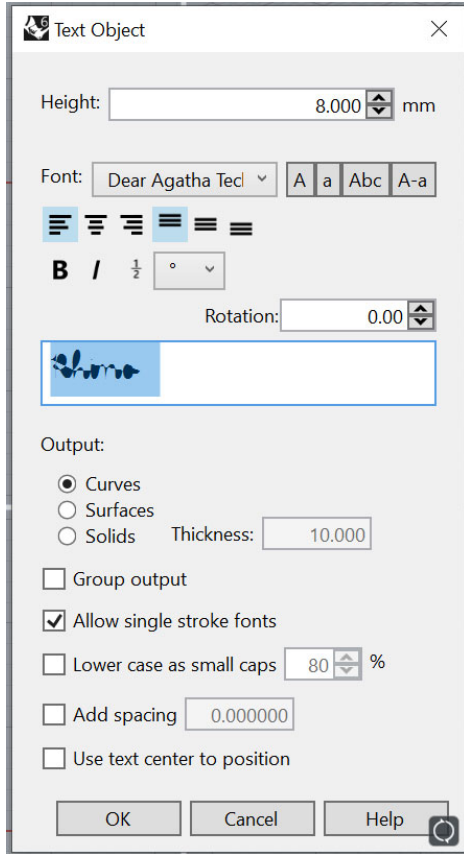 Text Object
Height: 8.000 mm
Font: Dear Agatha Tecl A a Abc A-a
B I ½ °
Rotation: 0.00
Output:
Curves
Surfaces
Solids Thickness: 10.000
Group output
Allow single stroke fonts
Lower case as small caps 80 %
Add spacing 0.000000
Use text center to position
OK Cancel Help